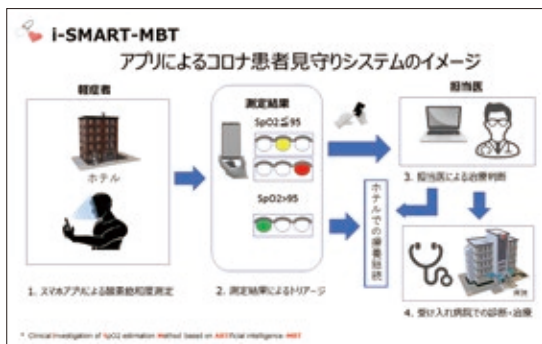 i-SMART-MBT
アプリによるコロナ患者見守りシステムのイメージ
軽症者
ホテル
1. スマホアプリによる酸素飽和度測定
測定結果
SpO2≦95
SpO2>95
2. 測定結果によるトリアージ
担当医
3. 担当医による治療判断
ホテルでの療養継続
病院
4. 受け入れ病院での診断・治療
* Clinical Investigation of SpO2 estimation Method based on ARTificial intelligence-MBT